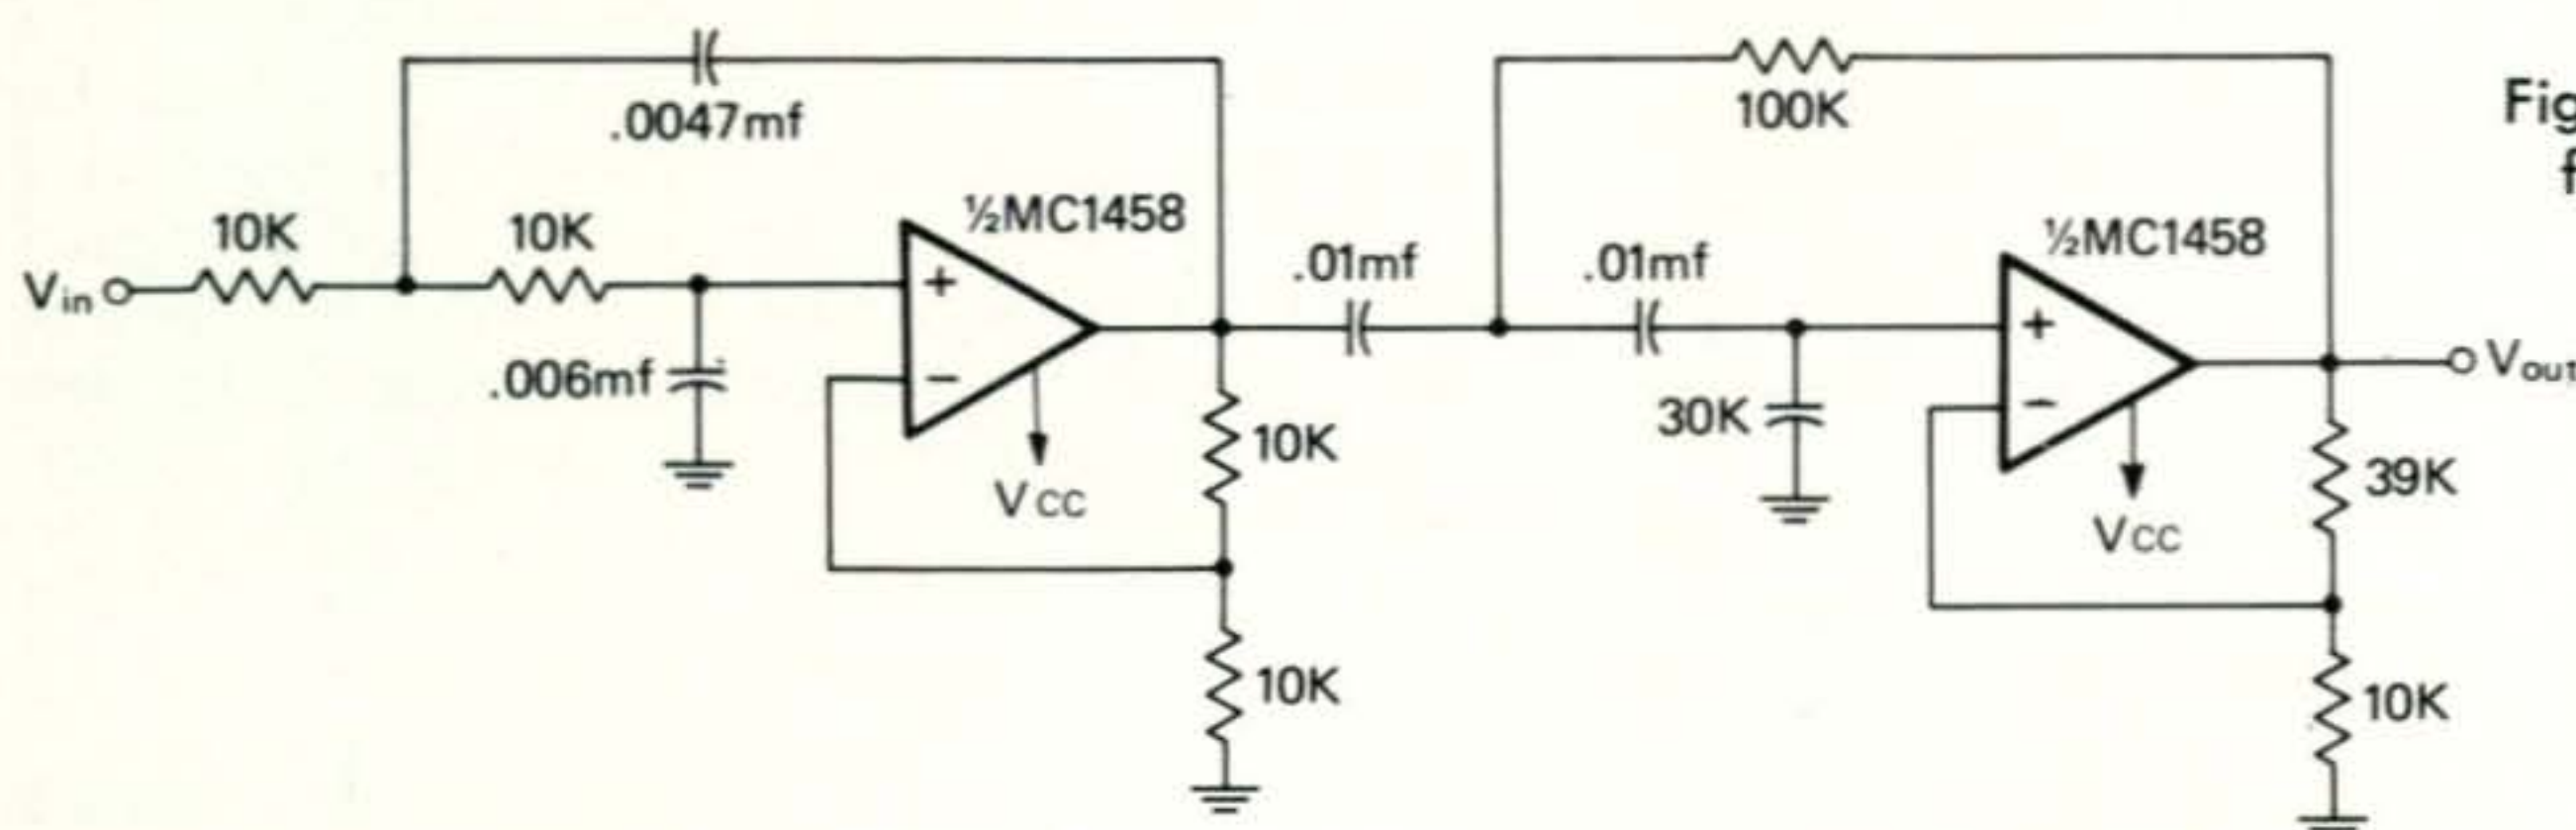 .0047mf
100K
Fig
f
½MC1458
10K
10K
½MC1458
.01mf
.01mf
Vin
+
+
.006mf
−
Vout
30K
−
10K
39K
VCC
VCC
10K
10K